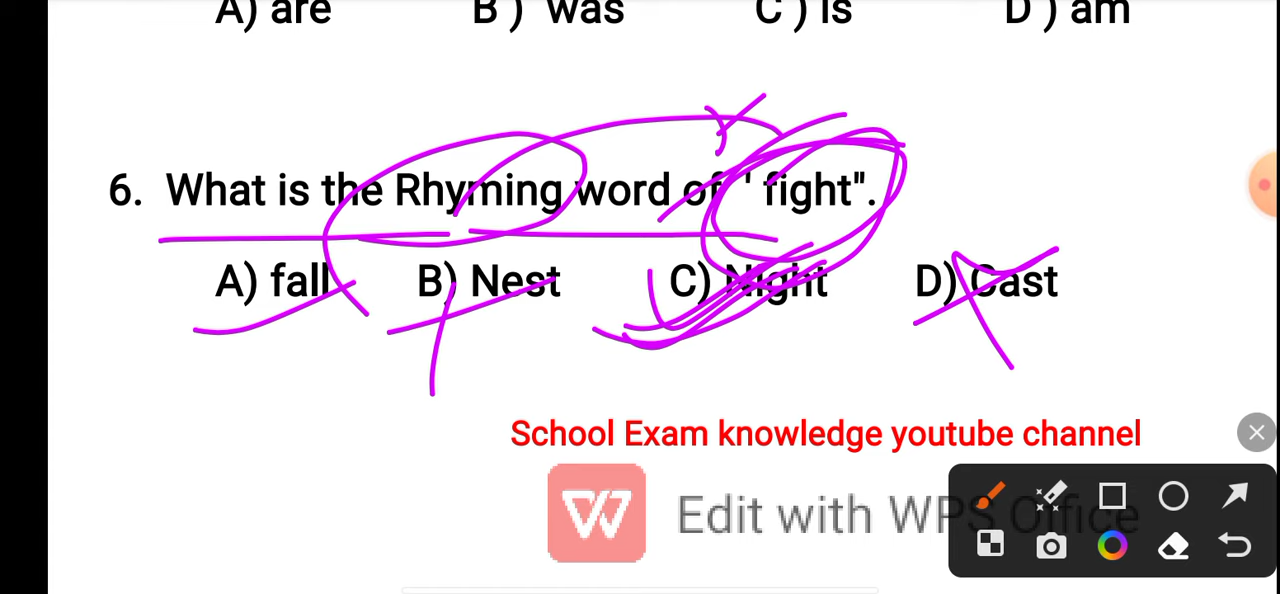 A) are B ) was C ) is D ) am
6. What is the Rhyming word of ' fight".
A) fall B) Nest C) Night D) Cast
School Exam knowledge youtube channel
Edit with WPS Office